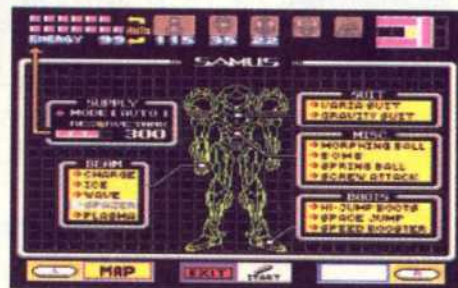 ENERGY 99 AUTO 115 35 22
SAMUS
SUPPLY
MODE [AUTO]
RESERVE TANK
300
SUIT
VARIA SUIT
GRAVITY SUIT
MISC
MORPHING BALL
BOMB
SPRING BALL
SCREW ATTACK
BEAM
CHARGE
ICE
WAVE
SPAZER
PLASMA
BOOTS
HI-JUMP BOOTS
SPACE JUMP
SPEED BOOSTER
L MAP EXIT START R